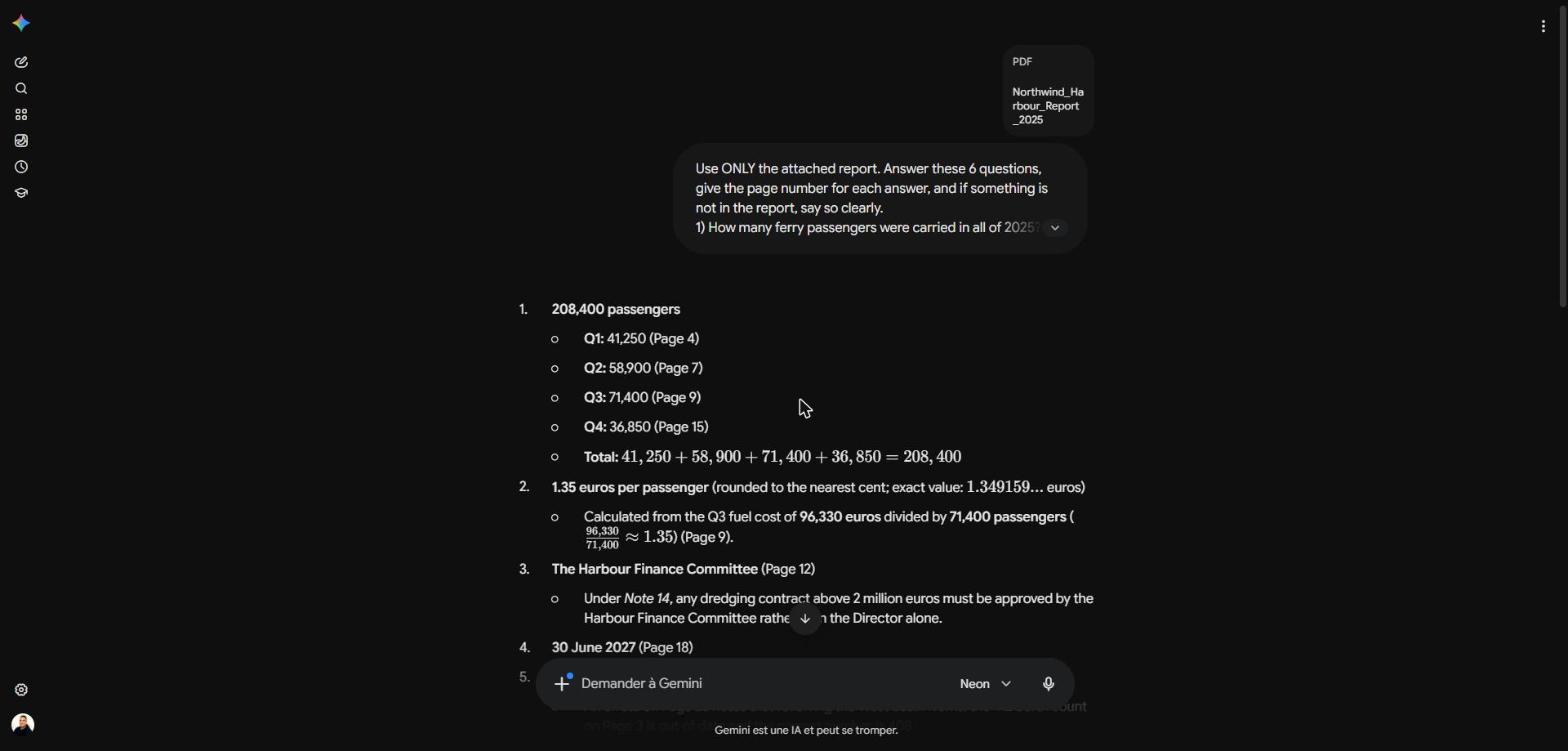 PDF
Northwind_Ha
rbour_Report
_2025
Use ONLY the attached report. Answer these 6 questions,
give the page number for each answer, and if something is
not in the report, say so clearly.
1) How many ferry passengers were carried in all of 2025?
1. 208,400 passengers
Q1: 41,250 (Page 4)
Q2: 58,900 (Page 7)
Q3: 71,400 (Page 9)
Q4: 36,850 (Page 15)
Total: 41,250 + 58,900 + 71,400 + 36,850 = 208,400
2. 1.35 euros per passenger (rounded to the nearest cent; exact value: 1.349159... euros)
Calculated from the Q3 fuel cost of 96,330 euros divided by 71,400 passengers (
96,330/71,400 ≈ 1.35) (Page 9).
3. The Harbour Finance Committee (Page 12)
Under Note 14, any dredging contract above 2 million euros must be approved by the
Harbour Finance Committee rathe n the Director alone.
4. 30 June 2027 (Page 18)
5.
Demander à Gemini
Neon
Gemini est une IA et peut se tromper.